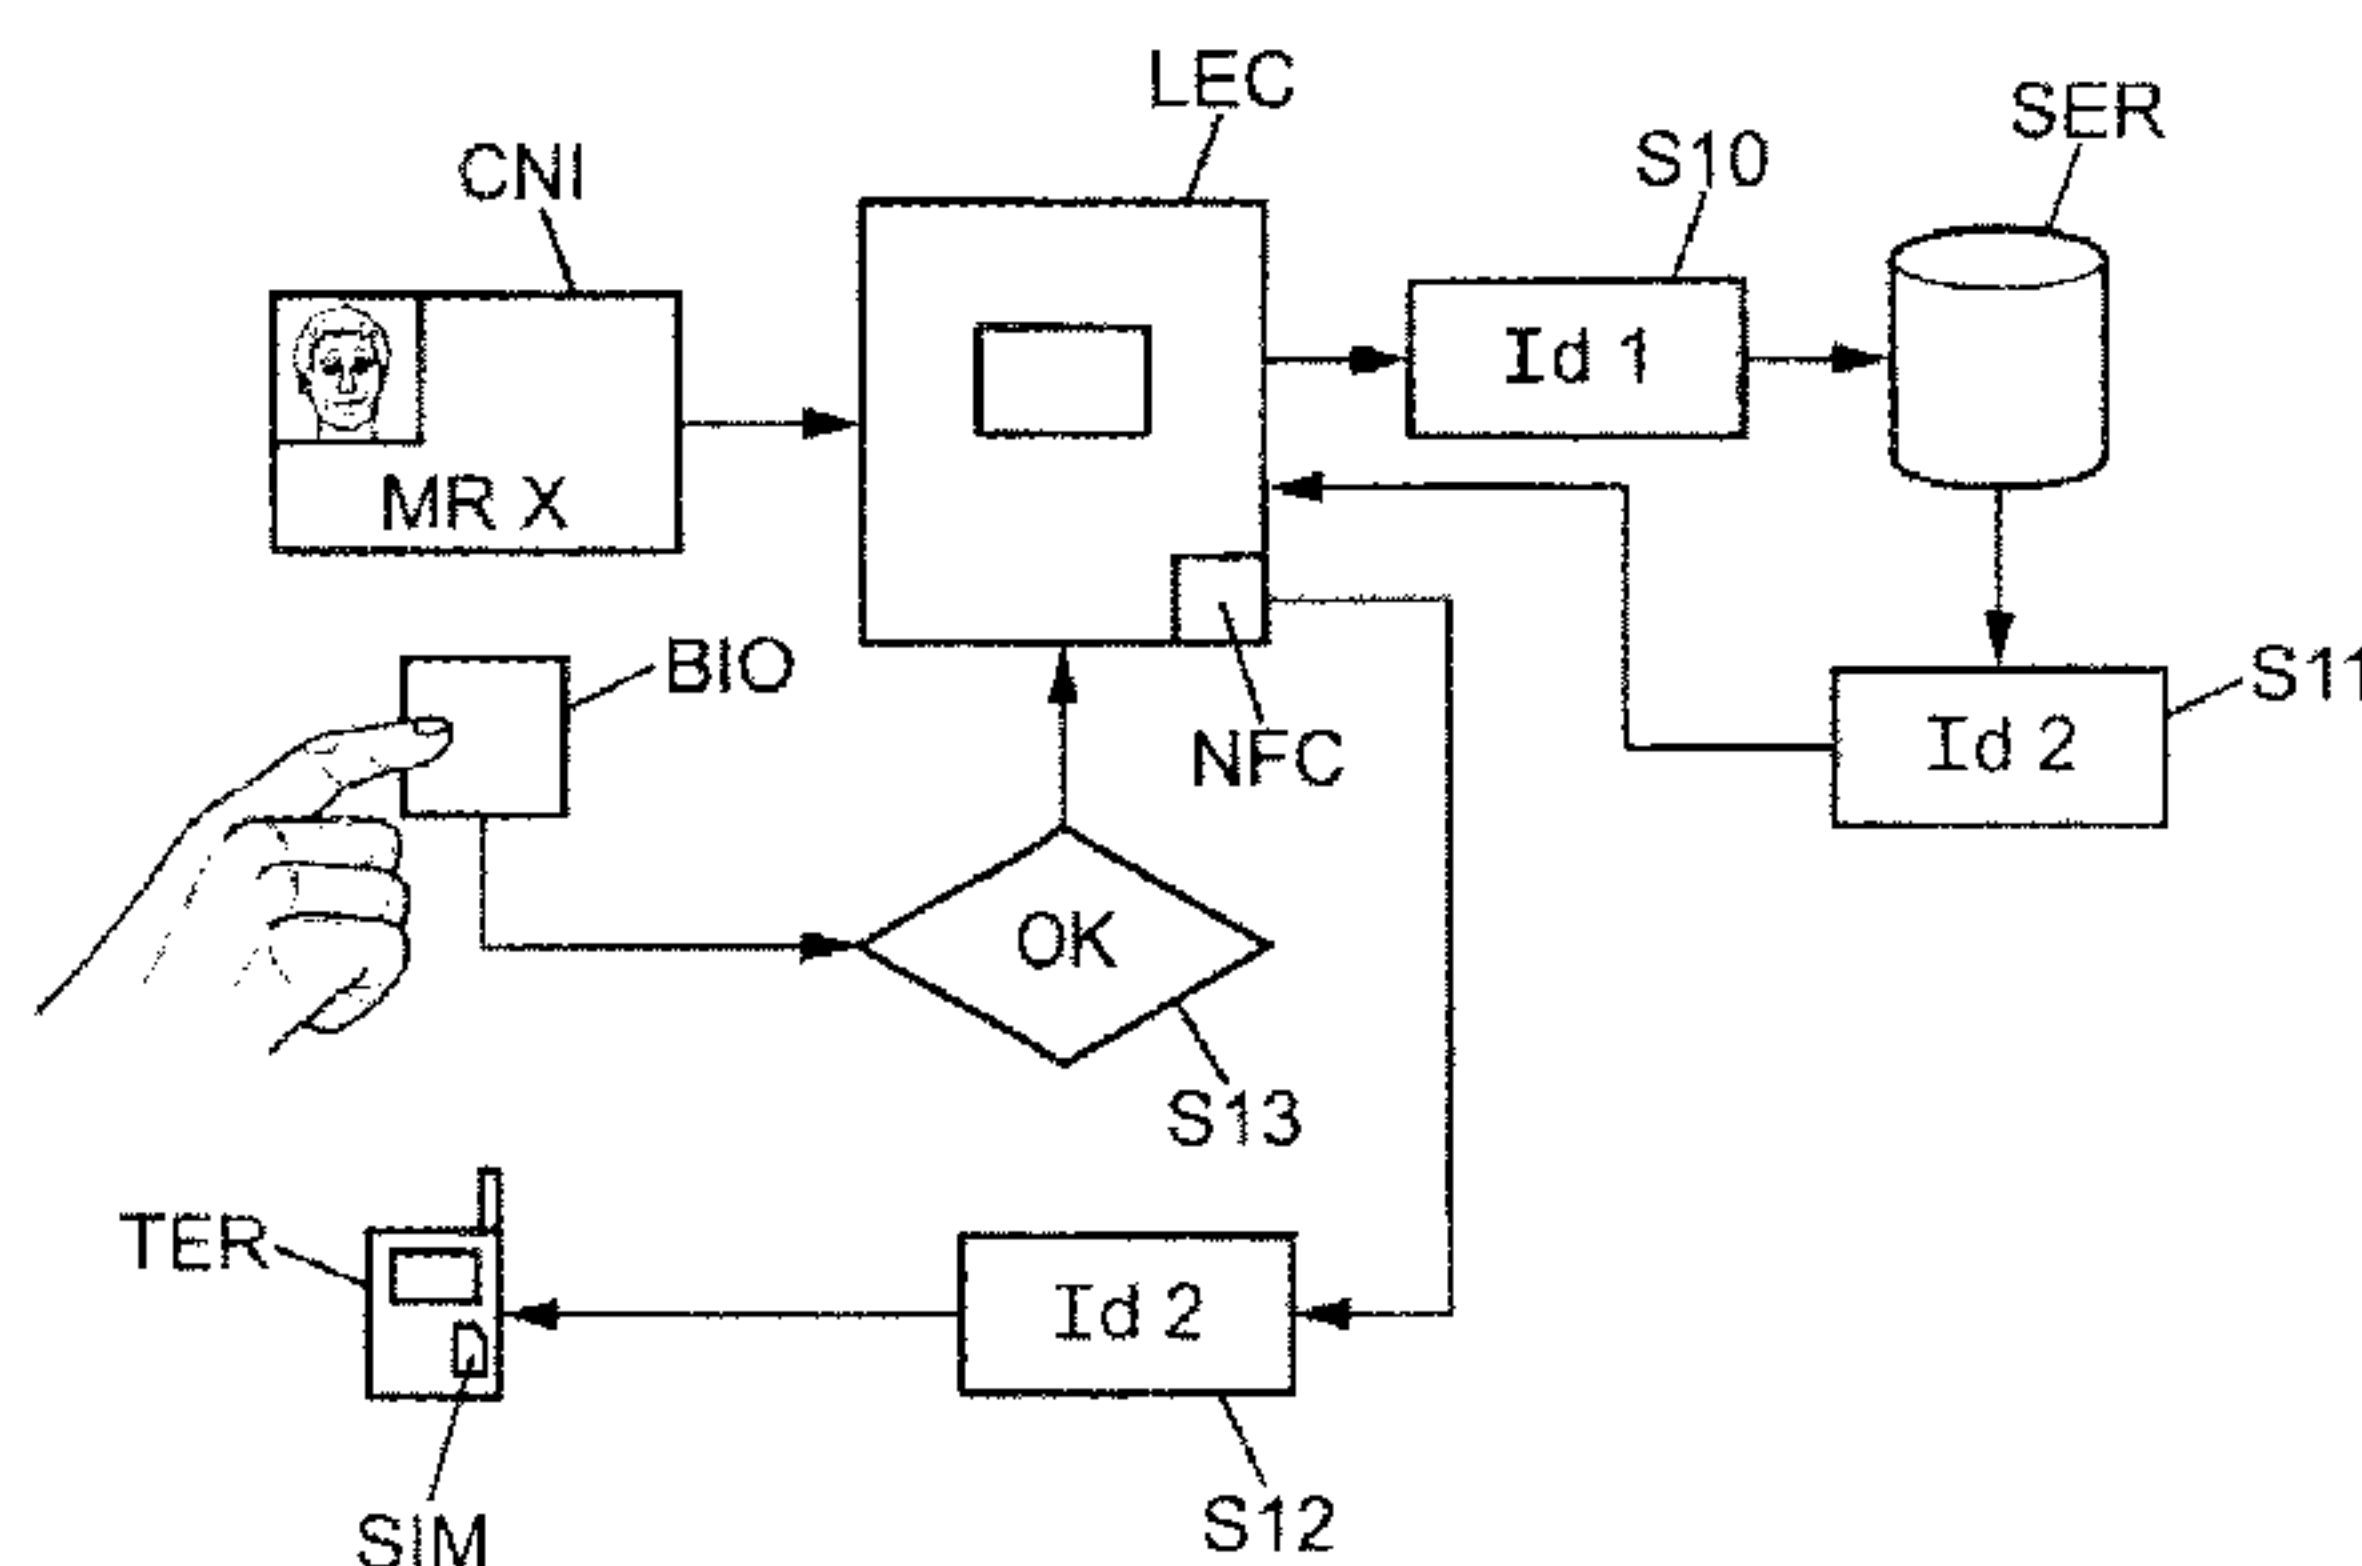 LEC
SER
S10
CNI
Id 1
MR X
BIO
S11
NFC
Id 2
OK
S13
TER
Id 2
S12
SIM